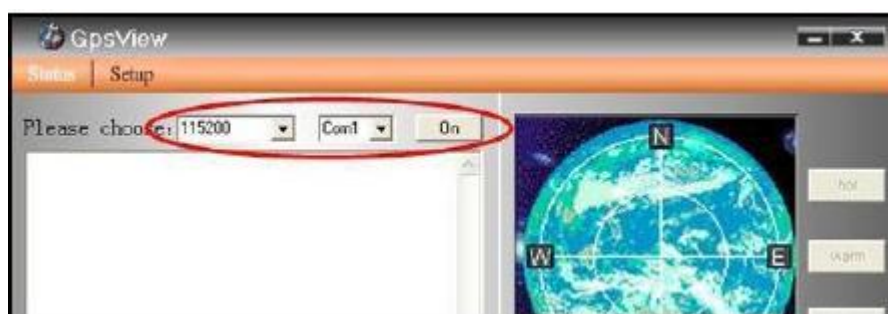 GpsView
Status | Setup
Please choose: 115200 Com1 On
N
hot
W E warm